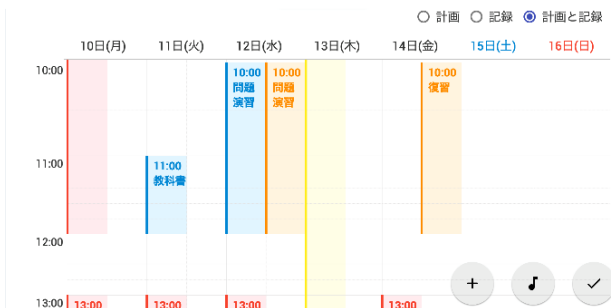 計画 記録 計画と記録
10日(月) 11日(火) 12日(水) 13日(木) 14日(金) 15日(土) 16日(日)
10:00
10:00
問題
演習
10:00
問題
演習
10:00
復習
11:00
11:00
教科書
12:00
13:00 13:00 13:00 13:00 13:00